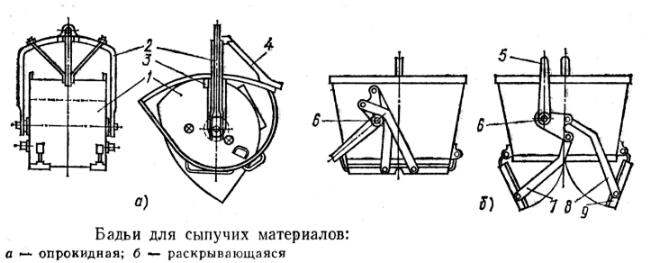 2
3
1
4
а)
6
5
6
7
8
9
б)
Бадьи для сыпучих материалов:
а — опрокидная; б — раскрывающаяся